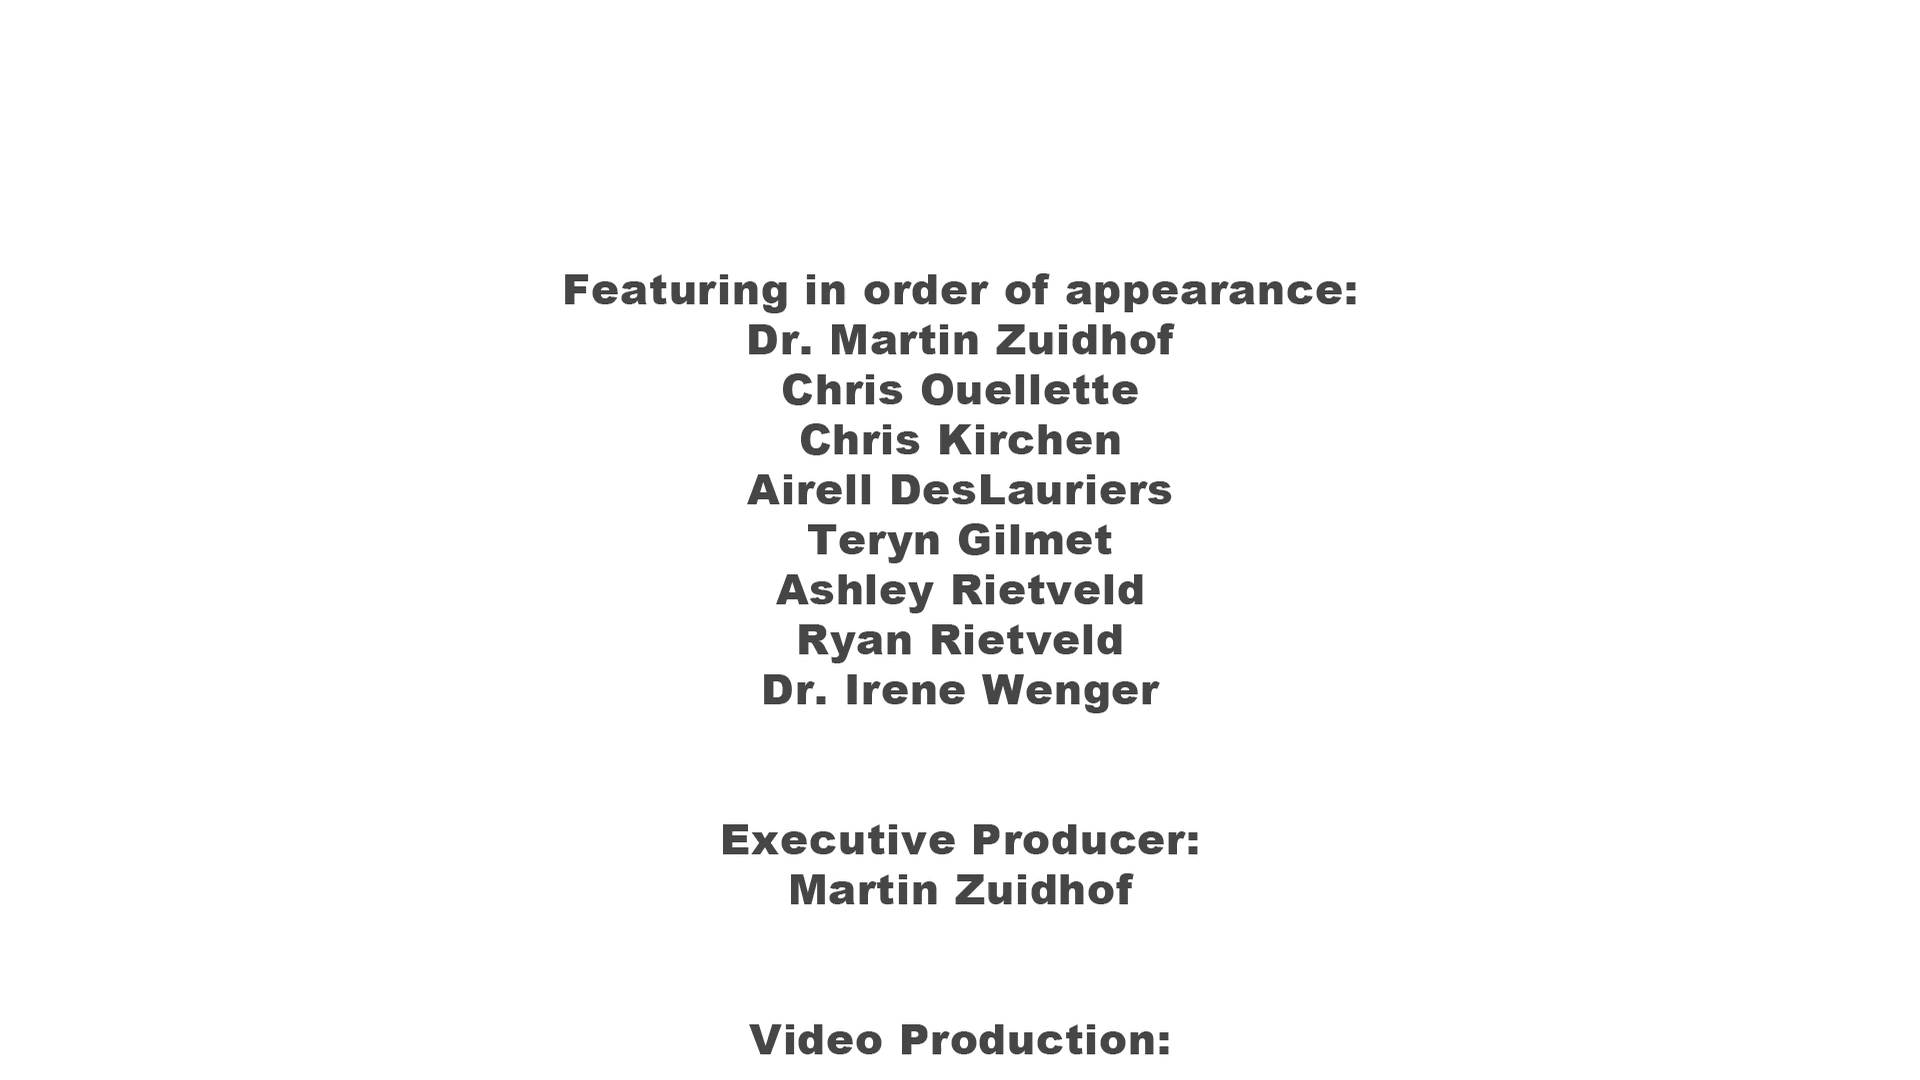 Featuring in order of appearance:
Dr. Martin Zuidhof
Chris Ouellette
Chris Kirchen
Airell DesLauriers
Teryn Gilmet
Ashley Rietveld
Ryan Rietveld
Dr. Irene Wenger
Executive Producer:
Martin Zuidhof
Video Production: